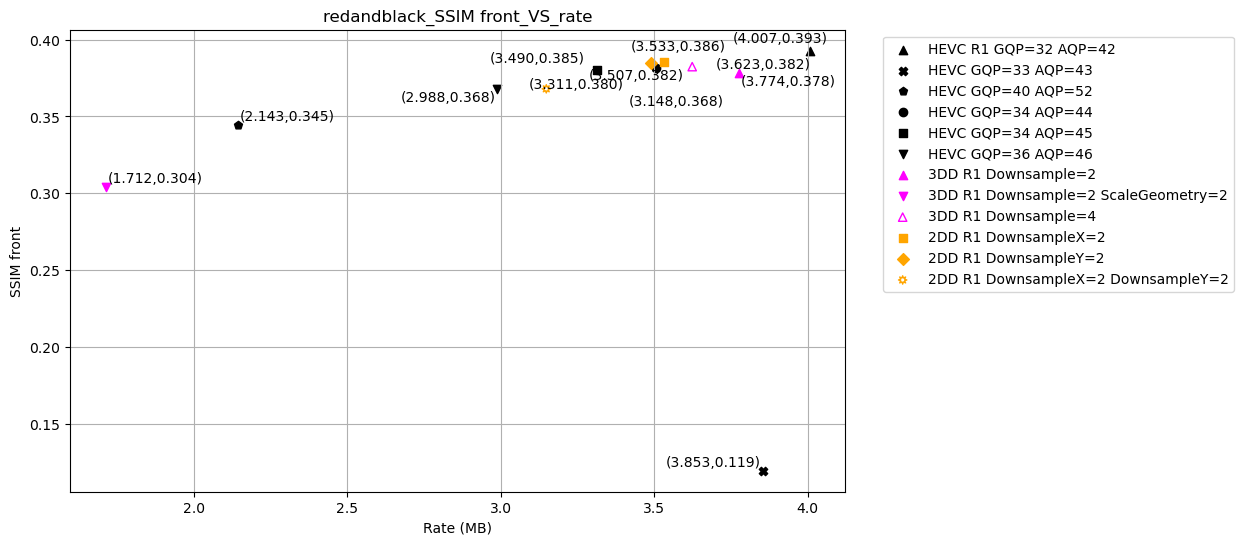 redandblack_SSIM front_VS_rate
0.40
0.35
0.30
0.25
0.20
0.15
SSIM front
(4.007,0.393)
(3.533,0.386)
(3.490,0.385)
(3.623,0.382)
(3.507,0.382)
(3.774,0.378)
(3.311,0.380)
(2.988,0.368)
(3.148,0.368)
(2.143,0.345)
(1.712,0.304)
(3.853,0.119)
2.0
2.5
3.0
3.5
4.0
Rate (MB)
HEVC R1 GQP=32 AQP=42
HEVC GQP=33 AQP=43
HEVC GQP=40 AQP=52
HEVC GQP=34 AQP=44
HEVC GQP=34 AQP=45
HEVC GQP=36 AQP=46
3DD R1 Downsample=2
3DD R1 Downsample=2 ScaleGeometry=2
3DD R1 Downsample=4
2DD R1 DownsampleX=2
2DD R1 DownsampleY=2
2DD R1 DownsampleX=2 DownsampleY=2